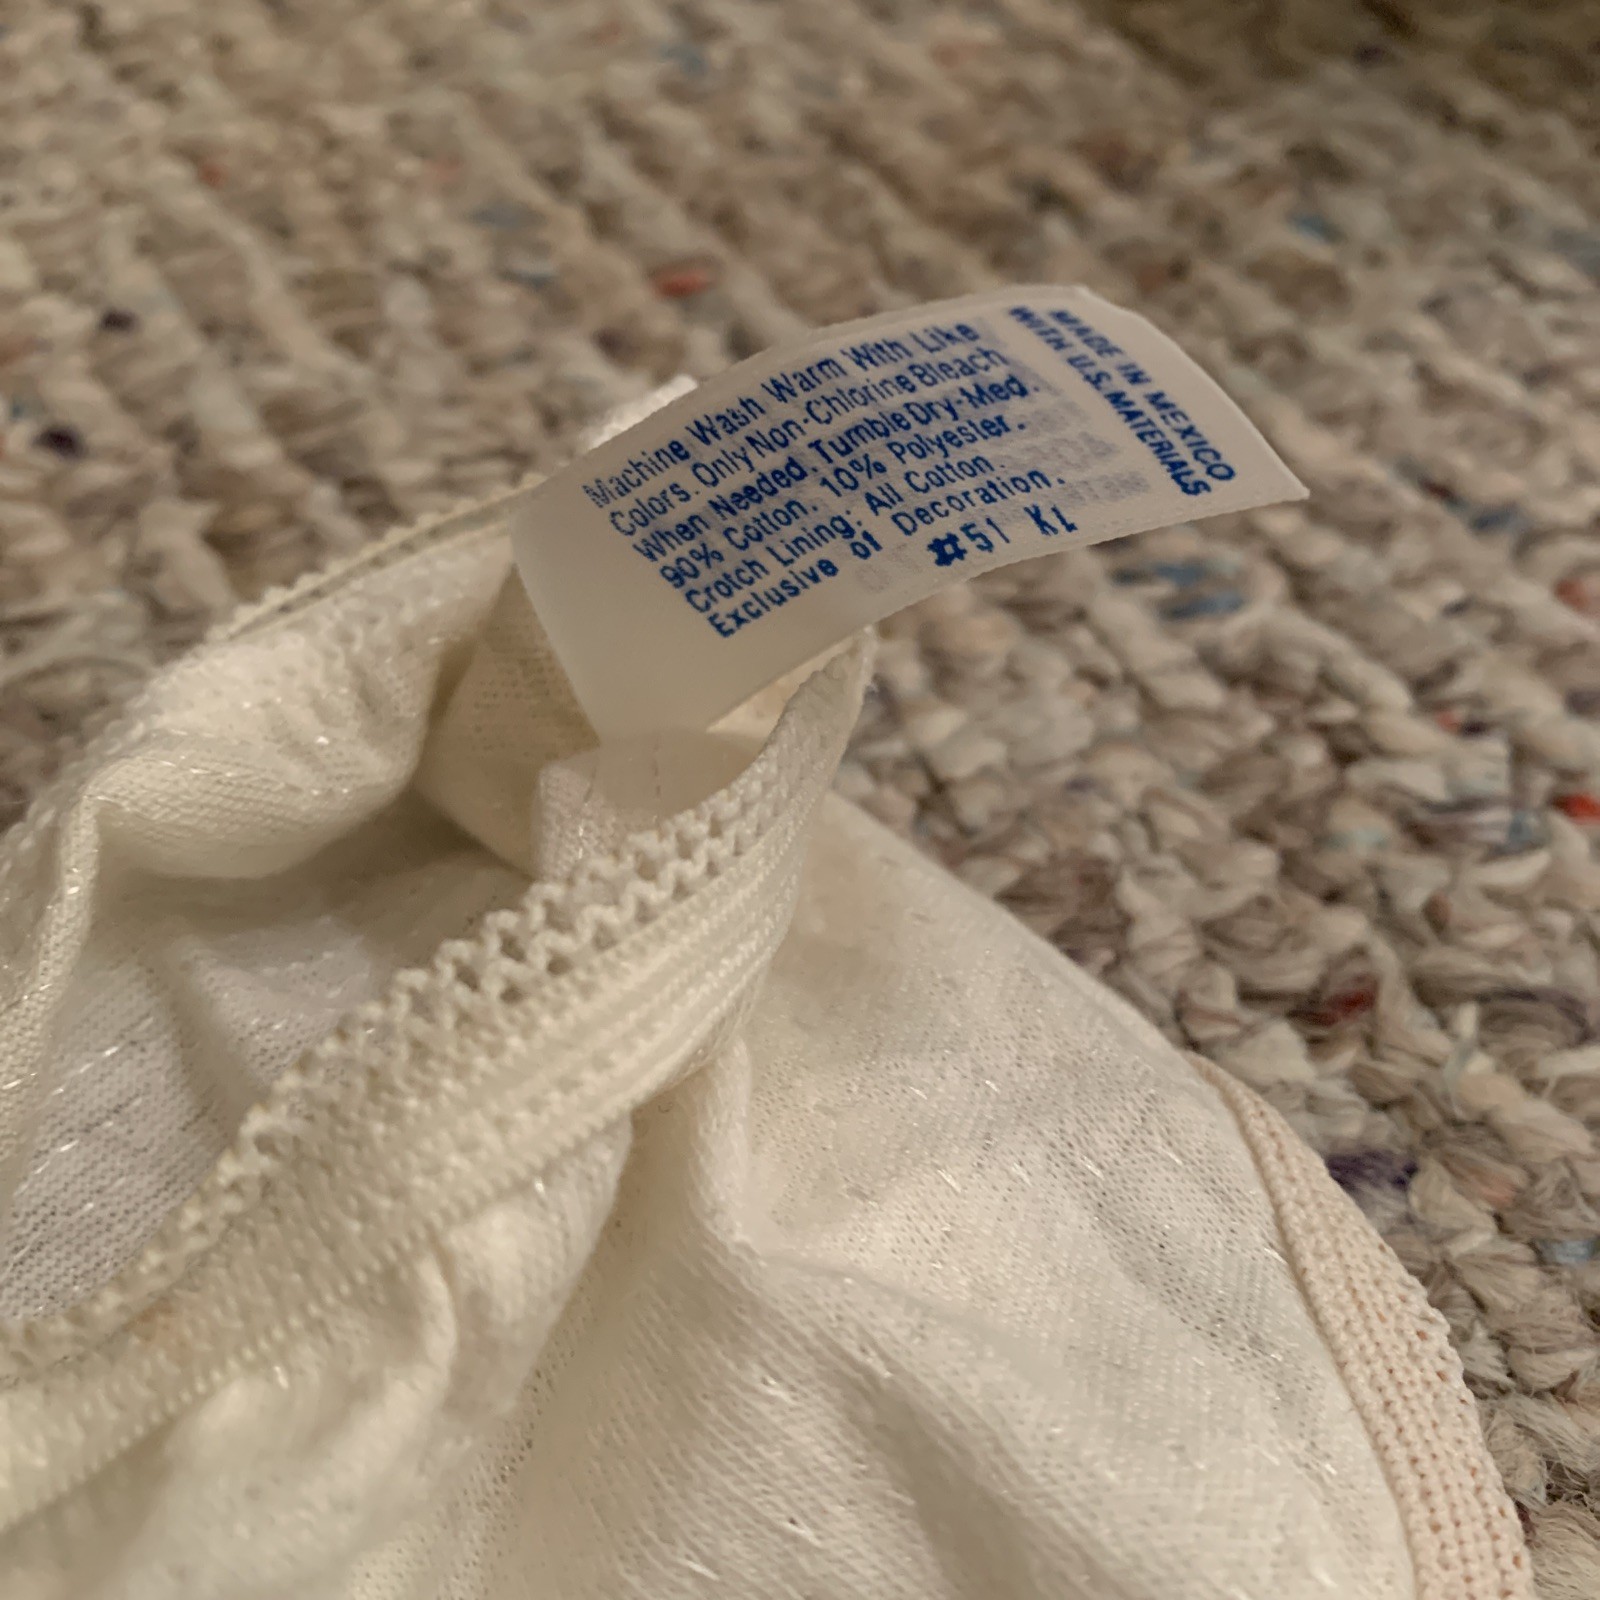 Machine Wash Warm With Like
Colors. Only Non-Chlorine Bleach
When Needed. Tumble Dry-Med.
90% Cotton. 10% Polyester.
Crotch Lining: All Cotton.
Exclusive of Decoration.
#51 KL
MADE IN MEXICO
WITH U.S. MATERIALS